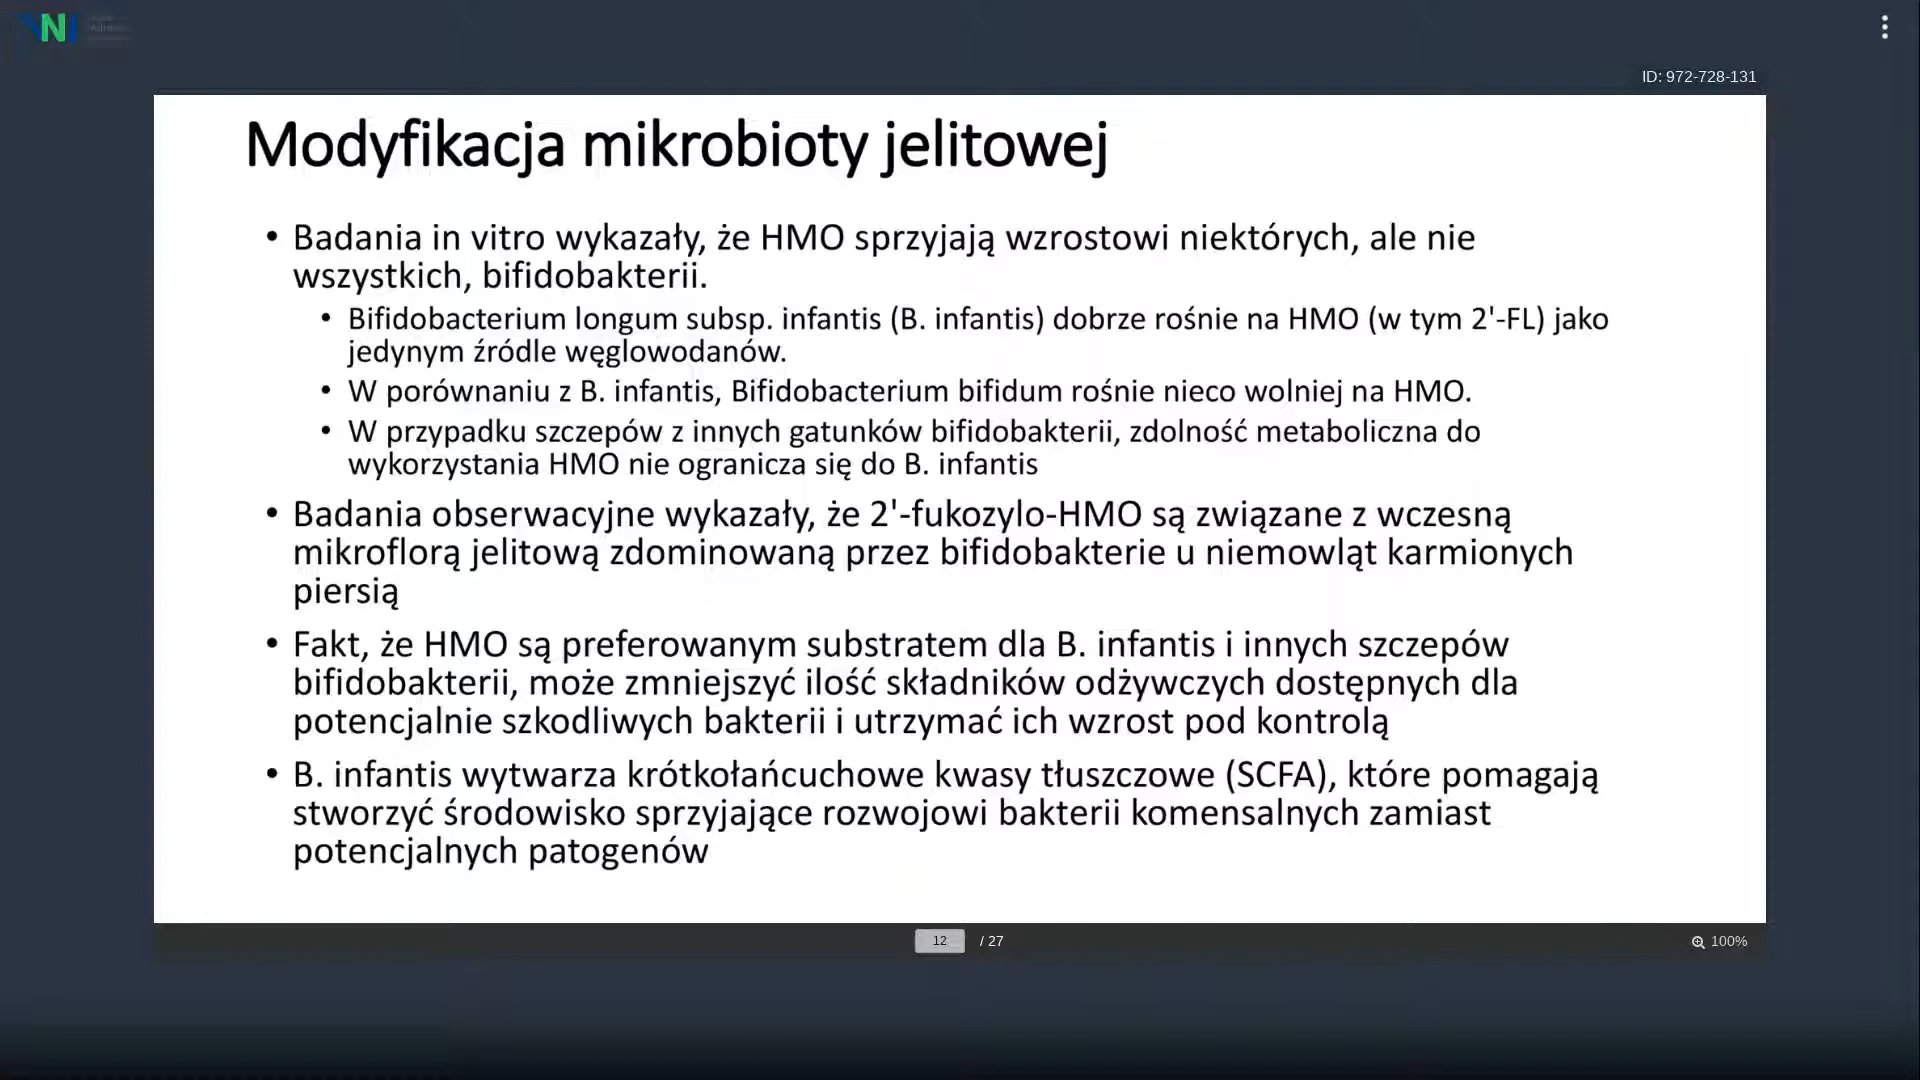 ID: 972-728-131
Modyfikacja mikrobioty jelitowej
• Badania in vitro wykazały, że HMO sprzyjają wzrostowi niektórych, ale nie
wszystkich, bifidobakterii.
• Bifidobacterium longum subsp. infantis (B. infantis) dobrze rośnie na HMO (w tym 2'-FL) jako
jedynym źródle węglowodanów.
• W porównaniu z B. infantis, Bifidobacterium bifidum rośnie nieco wolniej na HMO.
• W przypadku szczepów z innych gatunków bifidobakterii, zdolność metaboliczna do
wykorzystania HMO nie ogranicza się do B. infantis
• Badania obserwacyjne wykazały, że 2'-fukozylo-HMO są związane z wczesną
mikroflorą jelitową zdominowaną przez bifidobakterie u niemowląt karmionych
piersią
• Fakt, że HMO są preferowanym substratem dla B. infantis i innych szczepów
bifidobakterii, może zmniejszyć ilość składników odżywczych dostępnych dla
potencjalnie szkodliwych bakterii i utrzymać ich wzrost pod kontrolą
• B. infantis wytwarza krótkołańcuchowe kwasy tłuszczowe (SCFA), które pomagają
stworzyć środowisko sprzyjające rozwojowi bakterii komensalnych zamiast
potencjalnych patogenów
12 / 27
100%